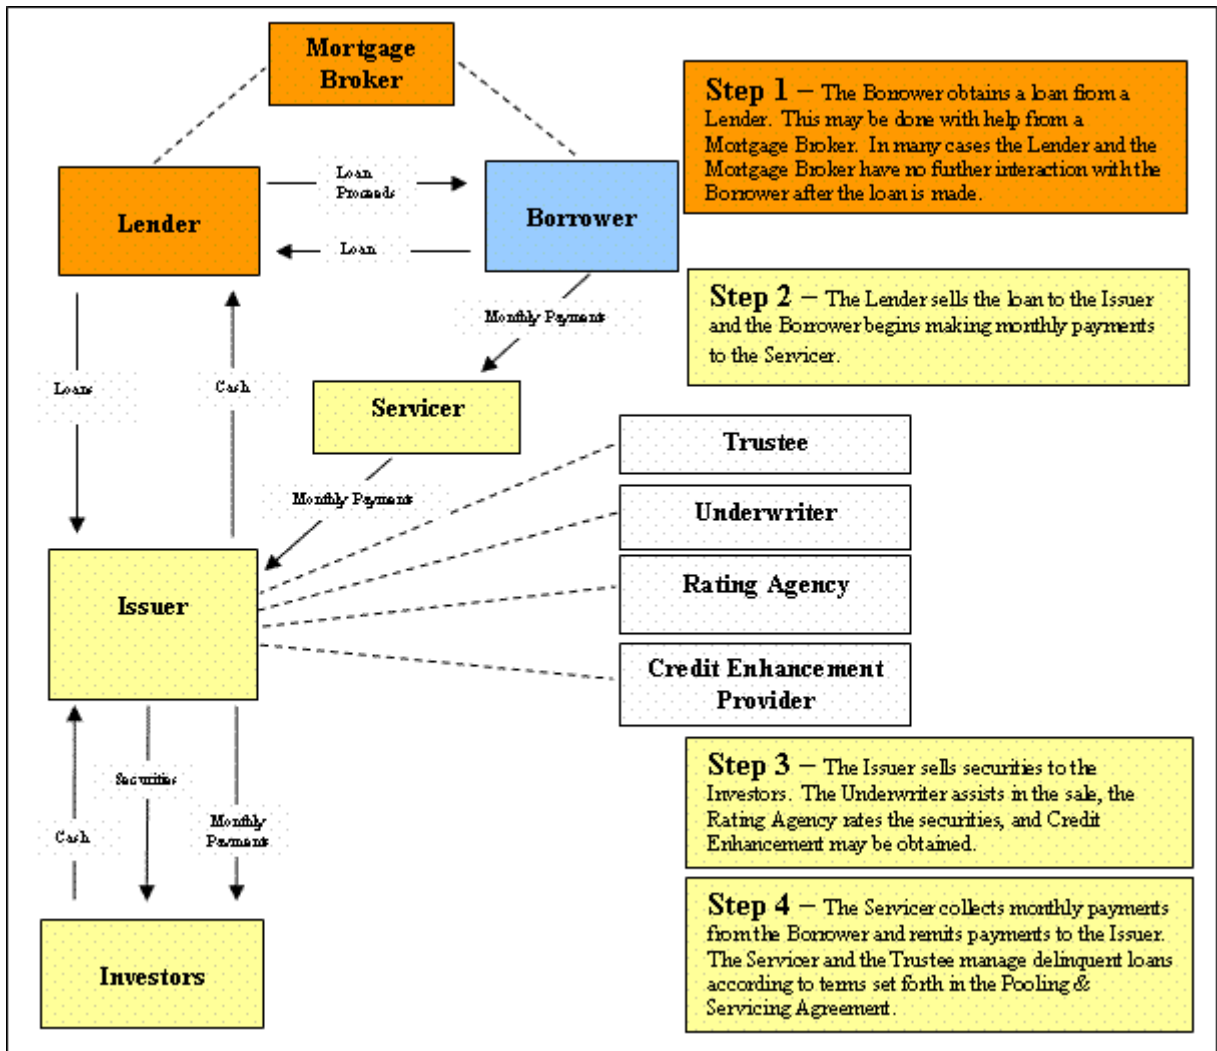 Mortgage
Broker
Step 1 – The Borrower obtains a loan from a
Lender. This may be done with help from a
Mortgage Broker. In many cases the Lender and the
Mortgage Broker have no further interaction with the
Borrower after the loan is made.
Lender
Loan
Proceeds
Borrower
Loan
Step 2 – The Lender sells the loan to the Issuer
and the Borrower begins making monthly payments
to the Servicer.
Monthly Payments
Loans
Cash
Servicer
Trustee
Monthly Payments
Underwriter
Issuer
Rating Agency
Credit Enhancement
Provider
Step 3 – The Issuer sells securities to the
Investors. The Underwriter assists in the sale, the
Rating Agency rates the securities, and Credit
Enhancement may be obtained.
Securities
Cash
Monthly
Payments
Step 4 – The Servicer collects monthly payments
from the Borrower and remits payments to the Issuer.
The Servicer and the Trustee manage delinquent loans
according to terms set forth in the Pooling &
Servicing Agreement.
Investors